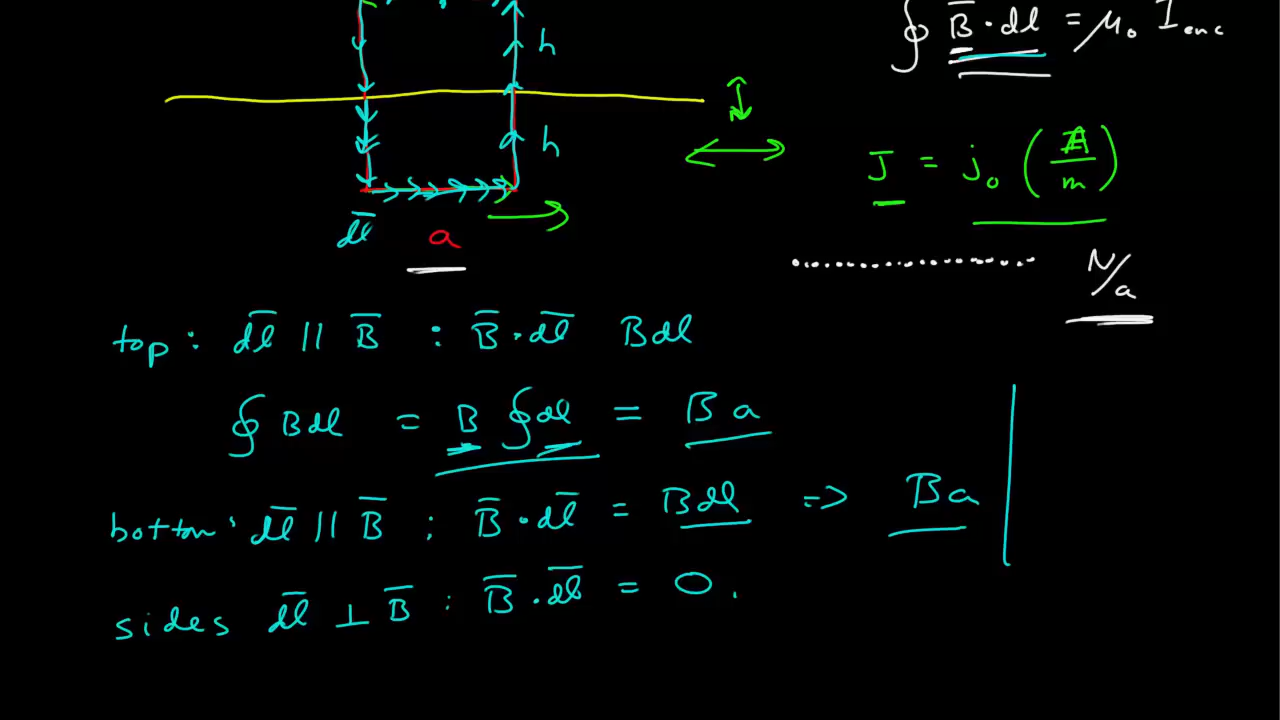 ∮ B̅ · dl = μ₀ I enc
h
h
J = j₀ (A/m)
dl̅ a
N/a
top : dl̅ // B̅ : B̅ · dl̅ Bdl
∮ Bdl = B ∮ dl = Ba
bottom : dl̅ // B̅ ; B̅ · dl̅ = Bdl => Ba
sides dl̅ ⊥ B̅ : B̅ · dl̅ = 0 .